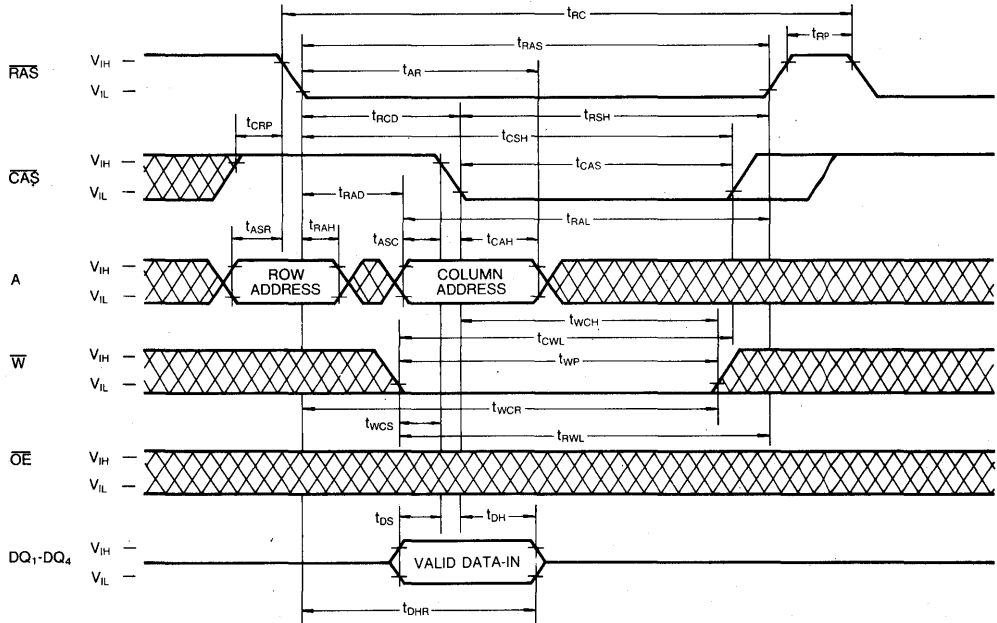 tRC
tRAS
tRP
RAS
VIH
VIL
tAR
tCRP
tRCD
tRSH
tCSH
CAS
VIH
VIL
tCAS
tRAD
tRAL
tASR
tRAH
tASC
tCAH
A
VIH
VIL
ROW
ADDRESS
COLUMN
ADDRESS
tWCH
tCWL
W
VIH
VIL
tWP
tWCR
tWCS
tRWL
OE
VIH
VIL
tDS
tDH
DQ1-DQ4
VIH
VIL
VALID DATA-IN
tDHR